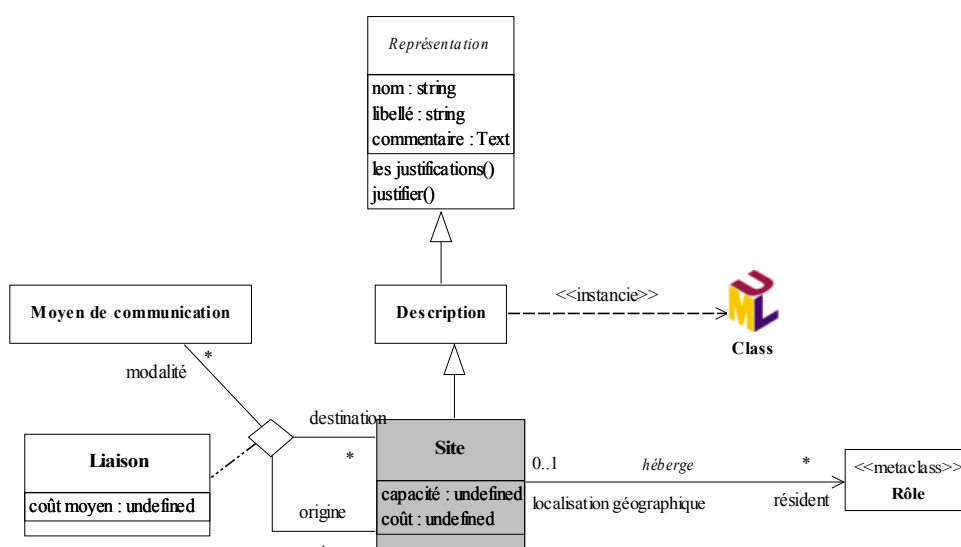 Représentation
nom : string
libellé : string
commentaire : Text
les justifications()
justifier()
Moyen de communication
Description
<<instancie>>
UML
Class
*
modalité
destination
*
Liaison
coût moyen : undefined
origine
Site
capacité : undefined
coût : undefined
0..1
héberge
*
localisation géographique
résident
<<metaclass>>
Rôle